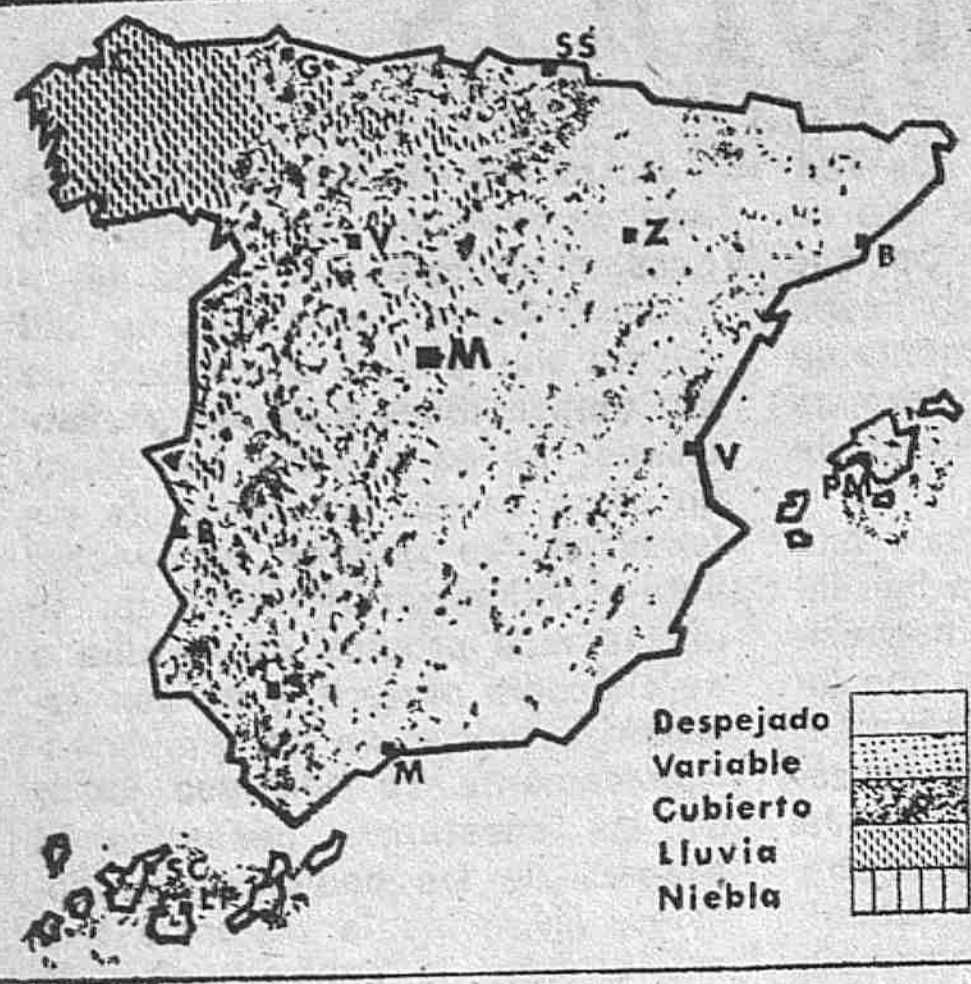 G
SS
V
Z
B
M
V
PM
B
M
SC
LP
Despejado
Variable
Cubierto
Lluvia
Niebla